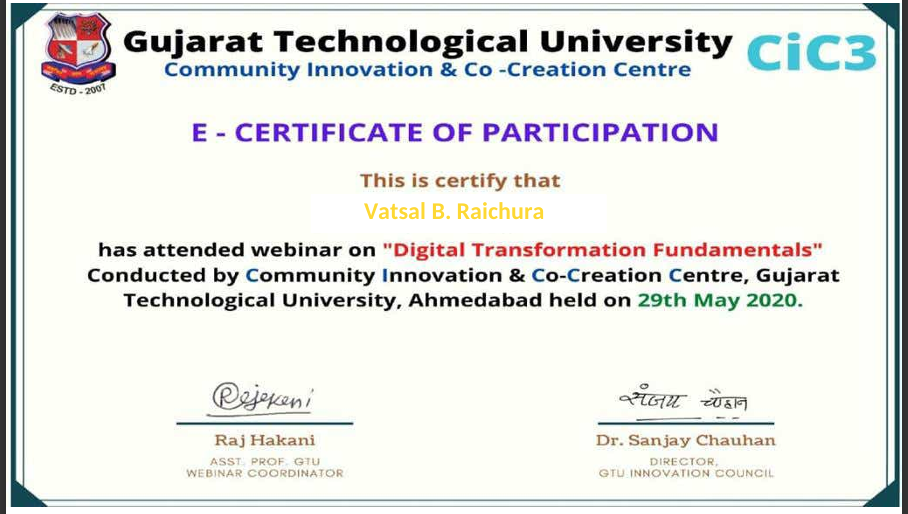 Gujarat Technological University
CiC3
Community Innovation & Co -Creation Centre
ESTD - 2007
E - CERTIFICATE OF PARTICIPATION
This is certify that
Vatsal B. Raichura
has attended webinar on "Digital Transformation Fundamentals"
Conducted by Community Innovation & Co-Creation Centre, Gujarat
Technological University, Ahmedabad held on 29th May 2020.
संजय चौहान
Raj Hakani
Dr. Sanjay Chauhan
ASST. PROF. GTU
WEBINAR COORDINATOR
DIRECTOR,
GTU INNOVATION COUNCIL